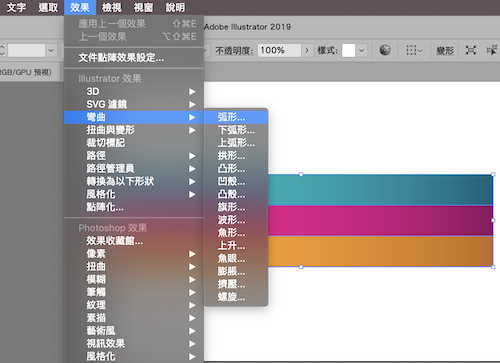 文字 選取 效果 檢視 視窗 說明
應用上一個效果 ⇧⌘E
上一個效果 ⌥⇧⌘E
Adobe Illustrator 2019
不透明度: 100% 樣式: 變形
文件點陣效果設定...
RGB/GPU 預視)
Illustrator 效果
3D
SVG 濾鏡
彎曲
扭曲與變形
裁切標記
路徑
路徑管理員
轉換為以下形狀
風格化
點陣化...
弧形...
下弧形...
上弧形...
拱形...
凸形...
凹殼...
凸殼...
旗形...
波形...
魚形...
上升...
魚眼...
膨脹...
擠壓...
螺旋...
Photoshop 效果
效果收藏館...
像素
扭曲
模糊
筆觸
紋理
素描
藝術風
視訊效果
風格化